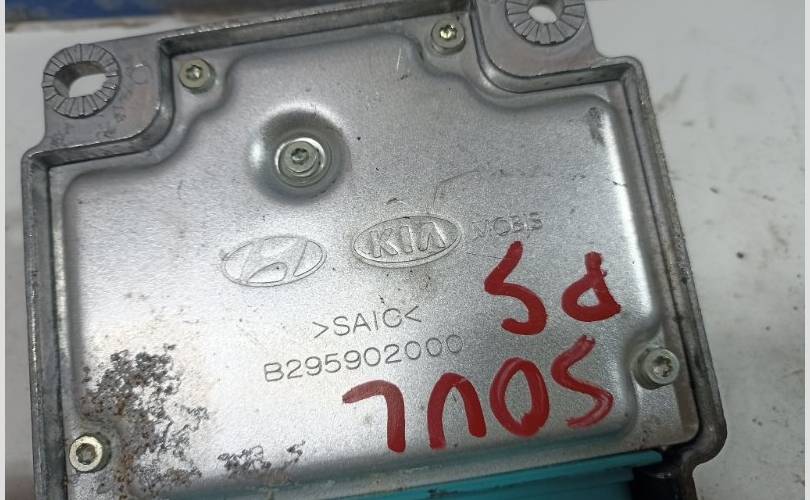 KIA MOBIS
>SAIC<
B295902000
SOUL
PS